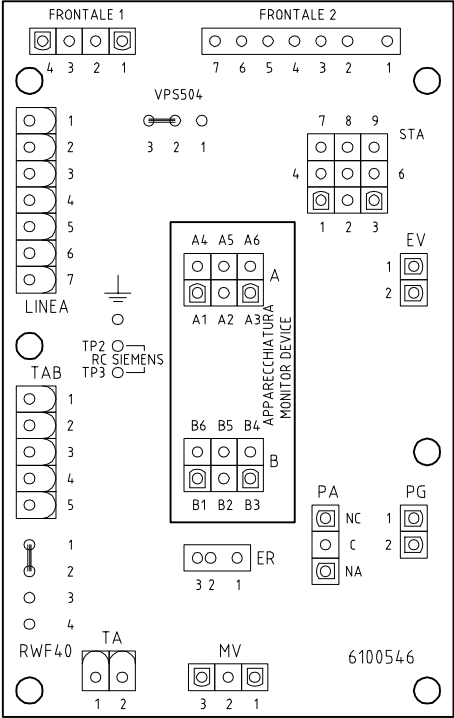 FRONTALE 1
FRONTALE 2
4 3 2 1
7 6 5 4 3 2 1
VPS504
3 2 1
7 8 9
STA
4 6
1 2 3
1
2
3
4
5
6
7
LINEA
EV
1
2
A4 A5 A6
A
A1 A2 A3
APPARECCHIATURA
MONITOR DEVICE
TP2
RC SIEMENS
TP3
TAB
1
2
3
4
5
B6 B5 B4
B
B1 B2 B3
PA
NC
C
NA
PG
1
2
ER
3 2 1
1
2
3
4
RWF40
TA
1 2
MV
3 2 1
6100546